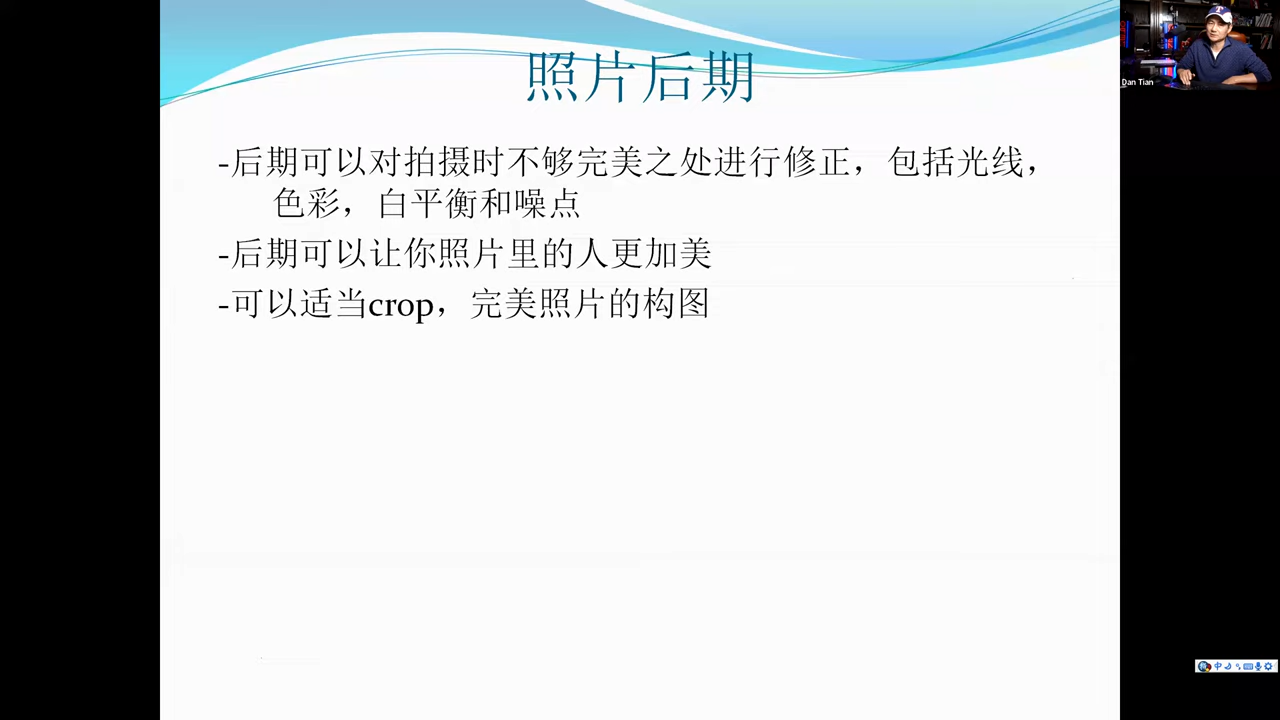 照片后期
-后期可以对拍摄时不够完美之处进行修正，包括光线，
色彩，白平衡和噪点
-后期可以让你照片里的人更加美
-可以适当crop，完美照片的构图
Dan Tian
中